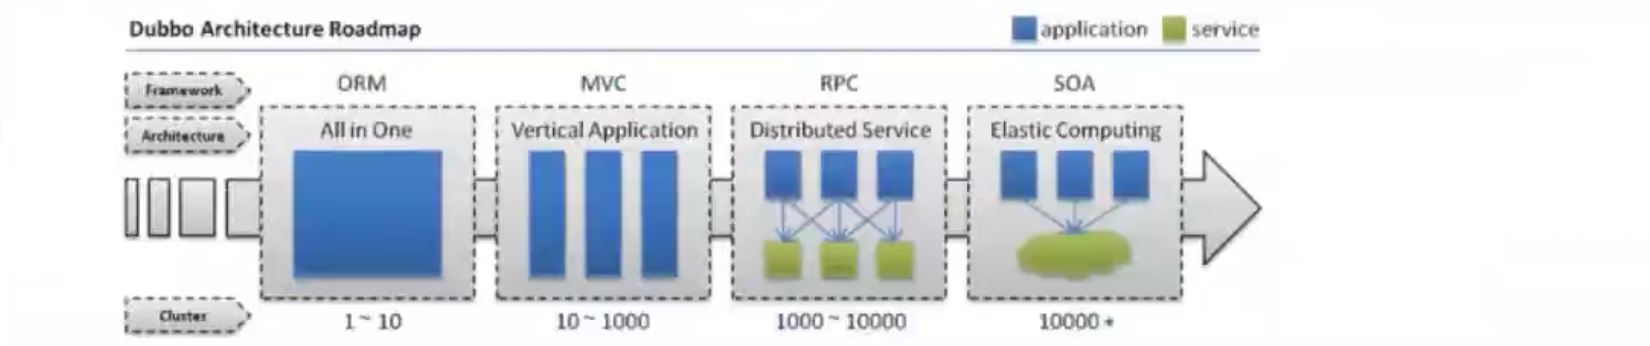 Dubbo Architecture Roadmap
application service
Framework ORM MVC RPC SOA
Architecture All in One Vertical Application Distributed Service Elastic Computing
Cluster 1 ~ 10 10 ~ 1000 1000 ~ 10000 10000 +